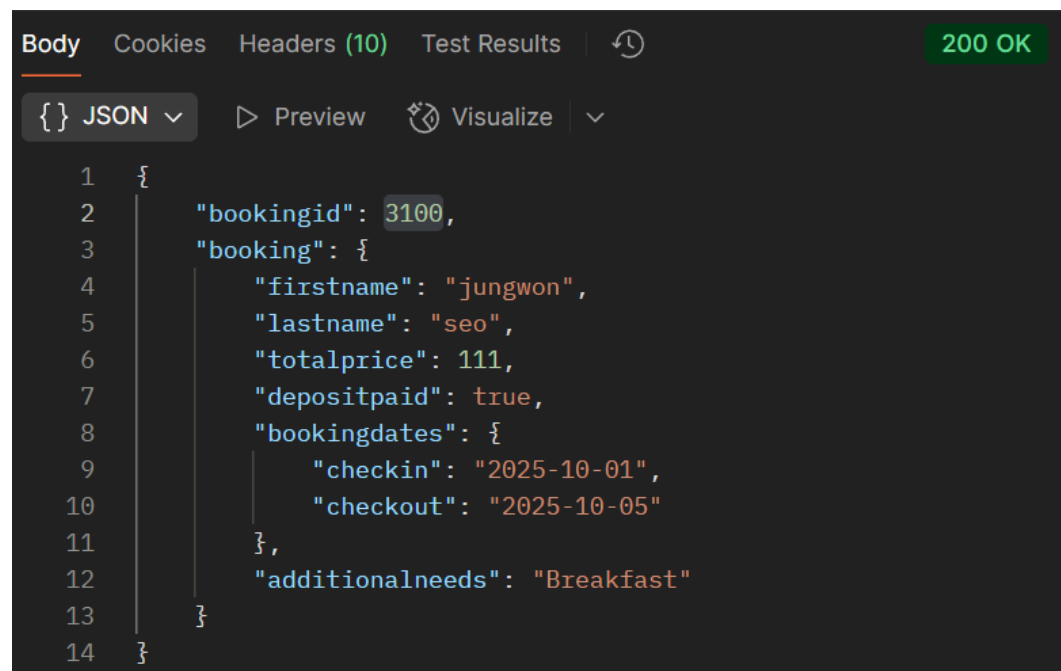 Body Cookies Headers (10) Test Results 200 OK
{} JSON Preview Visualize
1 {
2 "bookingid": 3100,
3 "booking": {
4 "firstname": "jungwon",
5 "lastname": "seo",
6 "totalprice": 111,
7 "depositpaid": true,
8 "bookingdates": {
9 "checkin": "2025-10-01",
10 "checkout": "2025-10-05"
11 },
12 "additionalneeds": "Breakfast"
13 }
14 }